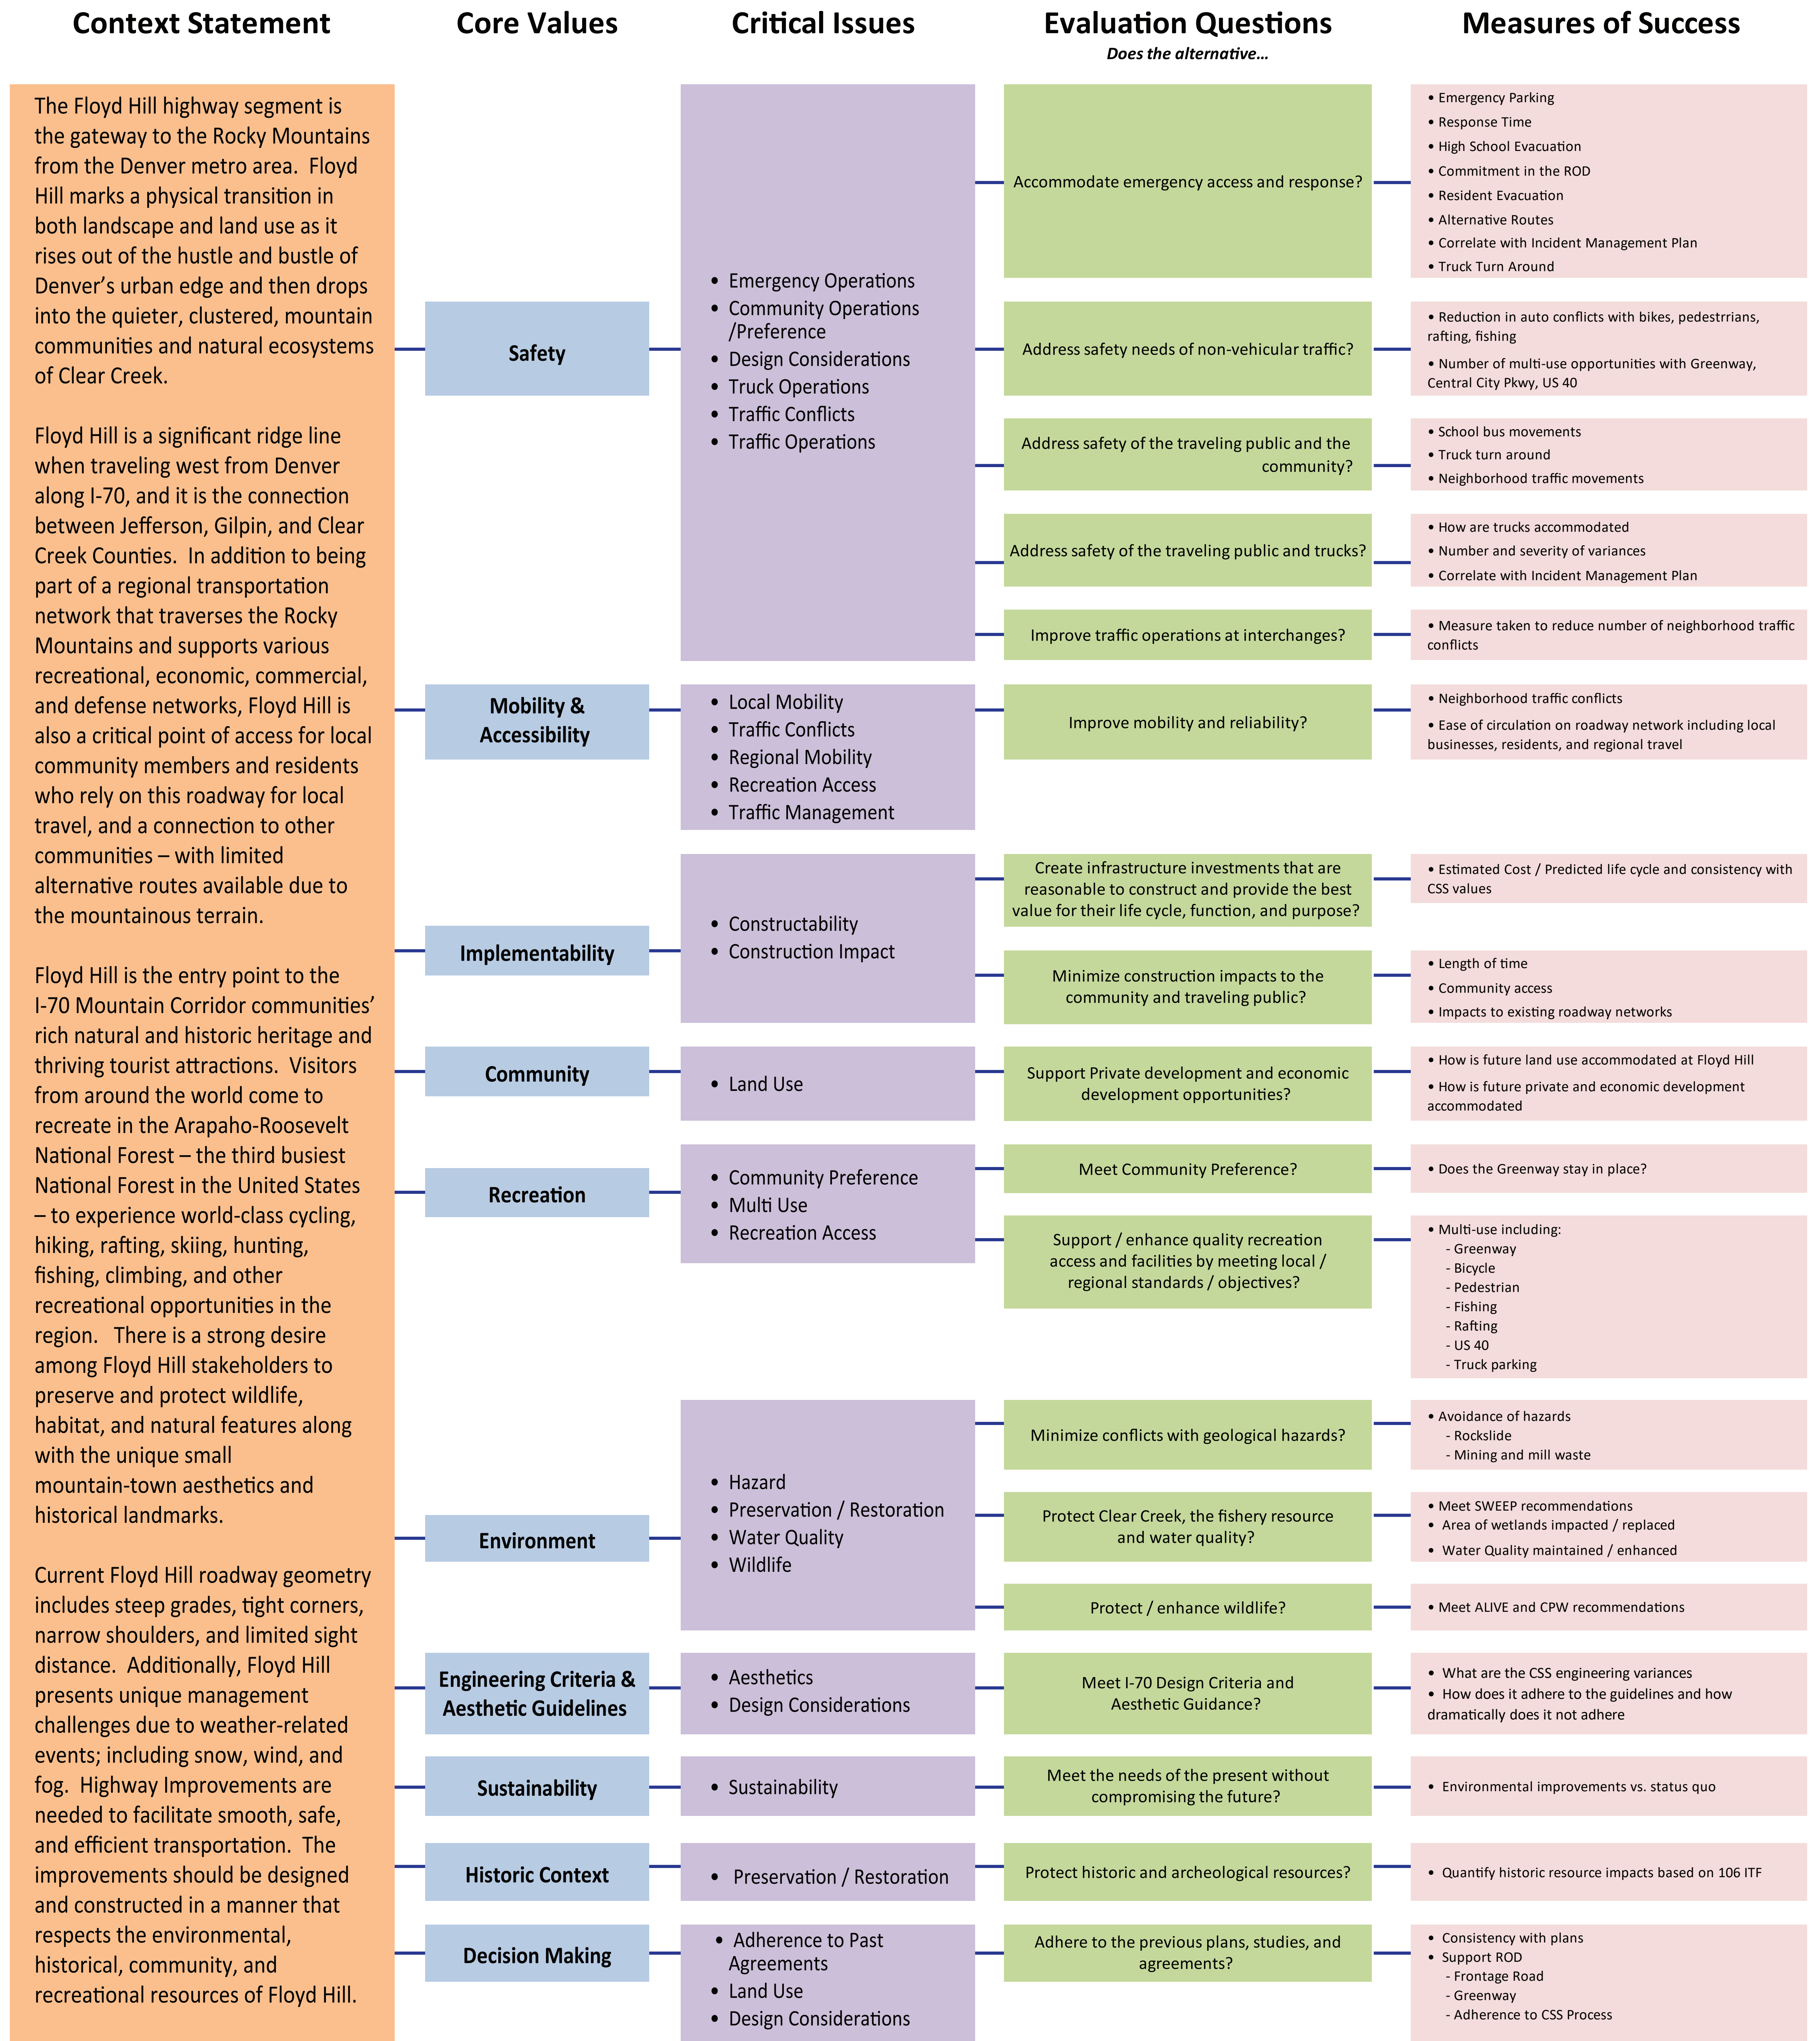 Context Statement
Core Values
Critical Issues
Evaluation Questions
Does the alternative…
Measures of Success
The Floyd Hill highway segment is
the gateway to the Rocky Mountains
from the Denver metro area.  Floyd
Hill marks a physical transition in
both landscape and land use as it
rises out of the hustle and bustle of
Denver’s urban edge and then drops
into the quieter, clustered, mountain
communities and natural ecosystems
of Clear Creek.
Floyd Hill is a significant ridge line
when traveling west from Denver
along I-70, and it is the connection
between Jefferson, Gilpin, and Clear
Creek Counties.  In addition to being
part of a regional transportation
network that traverses the Rocky
Mountains and supports various
recreational, economic, commercial,
and defense networks, Floyd Hill is
also a critical point of access for local
community members and residents
who rely on this roadway for local
travel, and a connection to other
communities – with limited
alternative routes available due to
the mountainous terrain.
Floyd Hill is the entry point to the
I-70 Mountain Corridor communities’
rich natural and historic heritage and
thriving tourist attractions.  Visitors
from around the world come to
recreate in the Arapaho-Roosevelt
National Forest – the third busiest
National Forest in the United States
– to experience world-class cycling,
hiking, rafting, skiing, hunting,
fishing, climbing, and other
recreational opportunities in the
region.   There is a strong desire
among Floyd Hill stakeholders to
preserve and protect wildlife,
habitat, and natural features along
with the unique small
mountain-town aesthetics and
historical landmarks.
Current Floyd Hill roadway geometry
includes steep grades, tight corners,
narrow shoulders, and limited sight
distance.  Additionally, Floyd Hill
presents unique management
challenges due to weather-related
events; including snow, wind, and
fog.  Highway Improvements are
needed to facilitate smooth, safe,
and efficient transportation.  The
improvements should be designed
and constructed in a manner that
respects the environmental,
historical, community, and
recreational resources of Floyd Hill.
Safety
• Emergency Operations
• Community Operations
/Preference
• Design Considerations
• Truck Operations
• Traffic Conflicts
• Traffic Operations
Accommodate emergency access and response?
• Emergency Parking
• Response Time
• High School Evacuation
• Commitment in the ROD
• Resident Evacuation
• Alternative Routes
• Correlate with Incident Management Plan
• Truck Turn Around
Address safety needs of non-vehicular traffic?
• Reduction in auto conflicts with bikes, pedestrrians,
rafting, fishing
• Number of multi-use opportunities with Greenway,
Central City Pkwy, US 40
Address safety of the traveling public and the
community?
• School bus movements
• Truck turn around
• Neighborhood traffic movements
Address safety of the traveling public and trucks?
• How are trucks accommodated
• Number and severity of variances
• Correlate with Incident Management Plan
Improve traffic operations at interchanges?
• Measure taken to reduce number of neighborhood traffic
conflicts
Mobility &
Accessibility
• Local Mobility
• Traffic Conflicts
• Regional Mobility
• Recreation Access
• Traffic Management
Improve mobility and reliability?
• Neighborhood traffic conflicts
• Ease of circulation on roadway network including local
businesses, residents, and regional travel
Implementability
• Constructability
• Construction Impact
Create infrastructure investments that are
reasonable to construct and provide the best
value for their life cycle, function, and purpose?
• Estimated Cost / Predicted life cycle and consistency with
CSS values
Minimize construction impacts to the
community and traveling public?
• Length of time
• Community access
• Impacts to existing roadway networks
Community
• Land Use
Support Private development and economic
development opportunities?
• How is future land use accommodated at Floyd Hill
• How is future private and economic development
accommodated
Recreation
• Community Preference
• Multi Use
• Recreation Access
Meet Community Preference?
• Does the Greenway stay in place?
Support / enhance quality recreation
access and facilities by meeting local /
regional standards / objectives?
• Multi-use including:
- Greenway
- Bicycle
- Pedestrian
- Fishing
- Rafting
- US 40
- Truck parking
Environment
• Hazard
• Preservation / Restoration
• Water Quality
• Wildlife
Minimize conflicts with geological hazards?
• Avoidance of hazards
- Rockslide
- Mining and mill waste
Protect Clear Creek, the fishery resource
and water quality?
• Meet SWEEP recommendations
• Area of wetlands impacted / replaced
• Water Quality maintained / enhanced
Protect / enhance wildlife?
• Meet ALIVE and CPW recommendations
Engineering Criteria &
Aesthetic Guidelines
• Aesthetics
• Design Considerations
Meet I-70 Design Criteria and
Aesthetic Guidance?
• What are the CSS engineering variances
• How does it adhere to the guidelines and how
dramatically does it not adhere
Sustainability
• Sustainability
Meet the needs of the present without
compromising the future?
• Environmental improvements vs. status quo
Historic Context
• Preservation / Restoration
Protect historic and archeological resources?
• Quantify historic resource impacts based on 106 ITF
Decision Making
• Adherence to Past
Agreements
• Land Use
• Design Considerations
Adhere to the previous plans, studies, and
agreements?
• Consistency with plans
• Support ROD
- Frontage Road
- Greenway
- Adherence to CSS Process